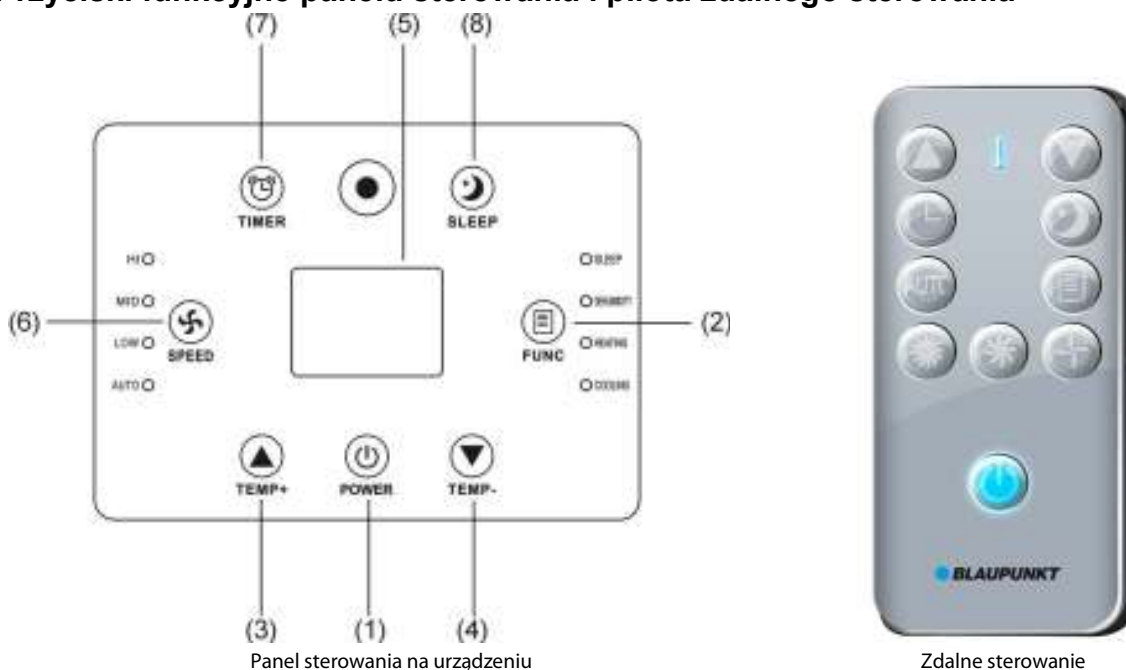 (7) (5) (8)
TIMER SLEEP
HI SLEEP
MID
(6) (2)
LOW SPEED FUNC HEATING
AUTO COOLING
TEMP+ POWER TEMP-
(3) (1) (4)
BLAUPUNKT
Panel sterowania na urządzeniu Zdalne sterowanie